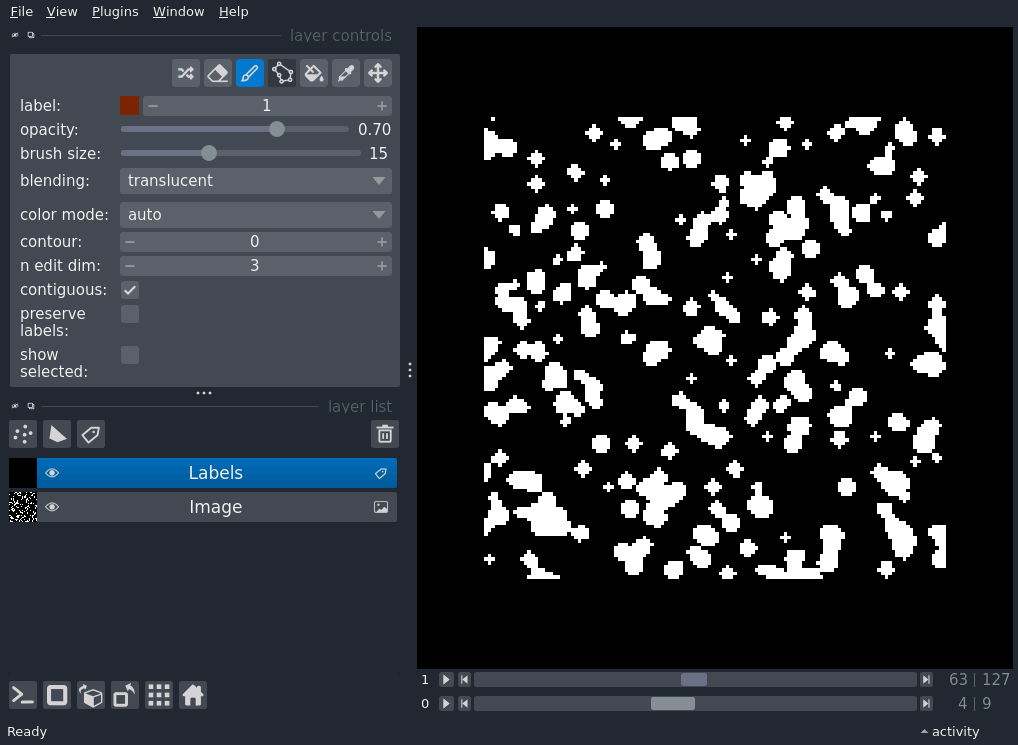 File View Plugins Window Help
layer controls
label: 1
opacity: 0.70
brush size: 15
blending: translucent
color mode: auto
contour: 0
n edit dim: 3
contiguous:
preserve
labels:
show
selected:
layer list
Labels
Image
1 63 | 127
0 4 | 9
Ready activity